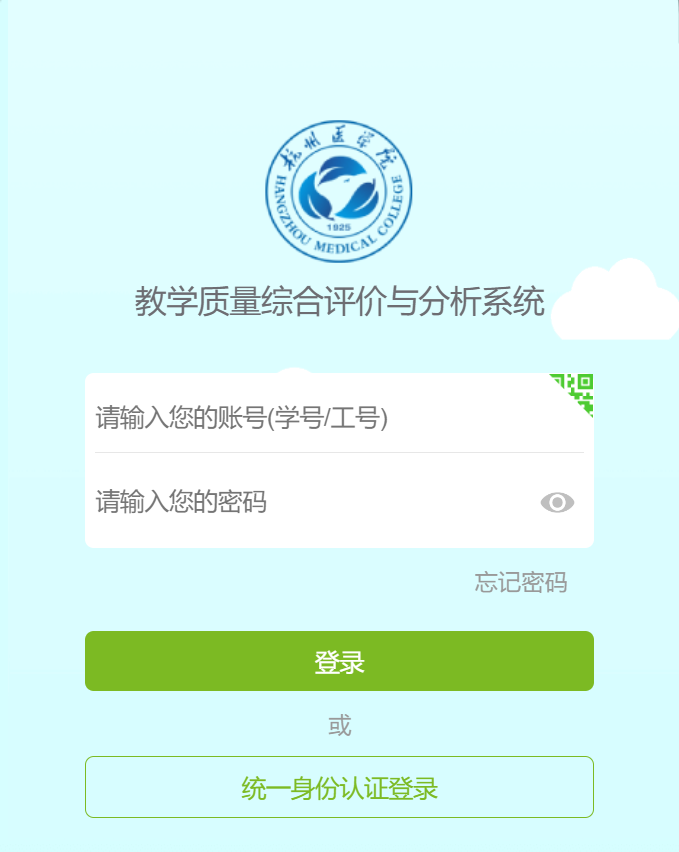 杭州医学院
HANGZHOU MEDICAL COLLEGE
1925
教学质量综合评价与分析系统
请输入您的账号(学号/工号)
请输入您的密码
忘记密码
登录
或
统一身份认证登录